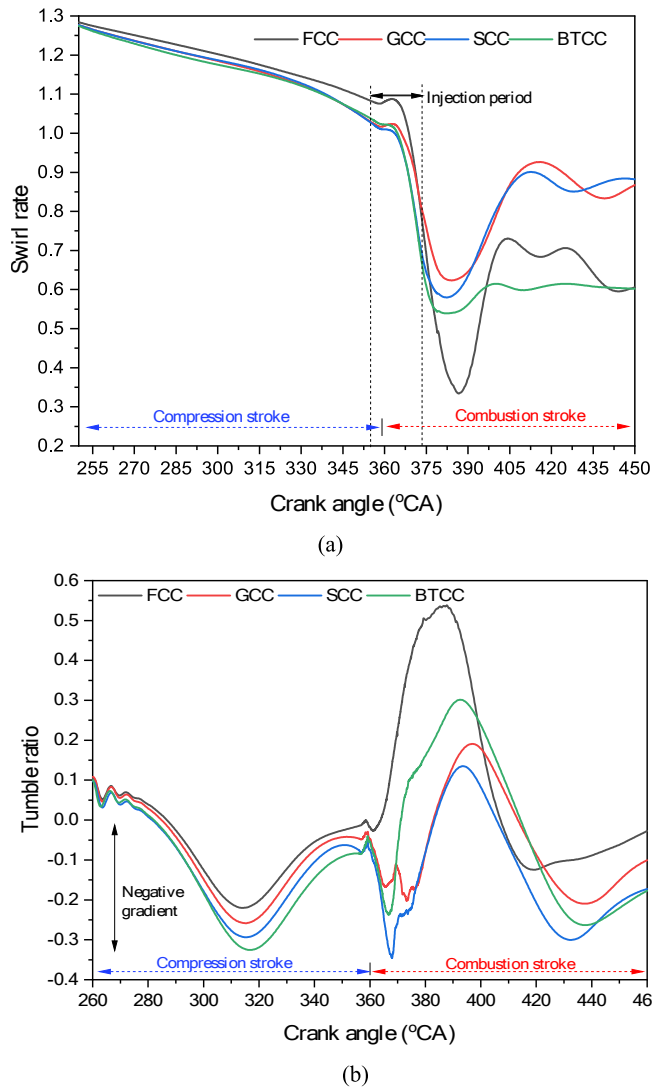 FCC GCC SCC BTCC
1.3
1.2
1.1
1.0
0.9
0.8
0.7
0.6
0.5
0.4
0.3
0.2
Swirl rate
Injection period
Compression stroke
Combustion stroke
255 270 285 300 315 330 345 360 375 390 405 420 435 450
Crank angle (°CA)
(a)
FCC GCC SCC BTCC
0.6
0.5
0.4
0.3
0.2
0.1
0.0
-0.1
-0.2
-0.3
-0.4
Tumble ratio
Negative
gradient
Compression stroke
Combustion stroke
260 280 300 320 340 360 380 400 420 440 46
Crank angle (°CA)
(b)